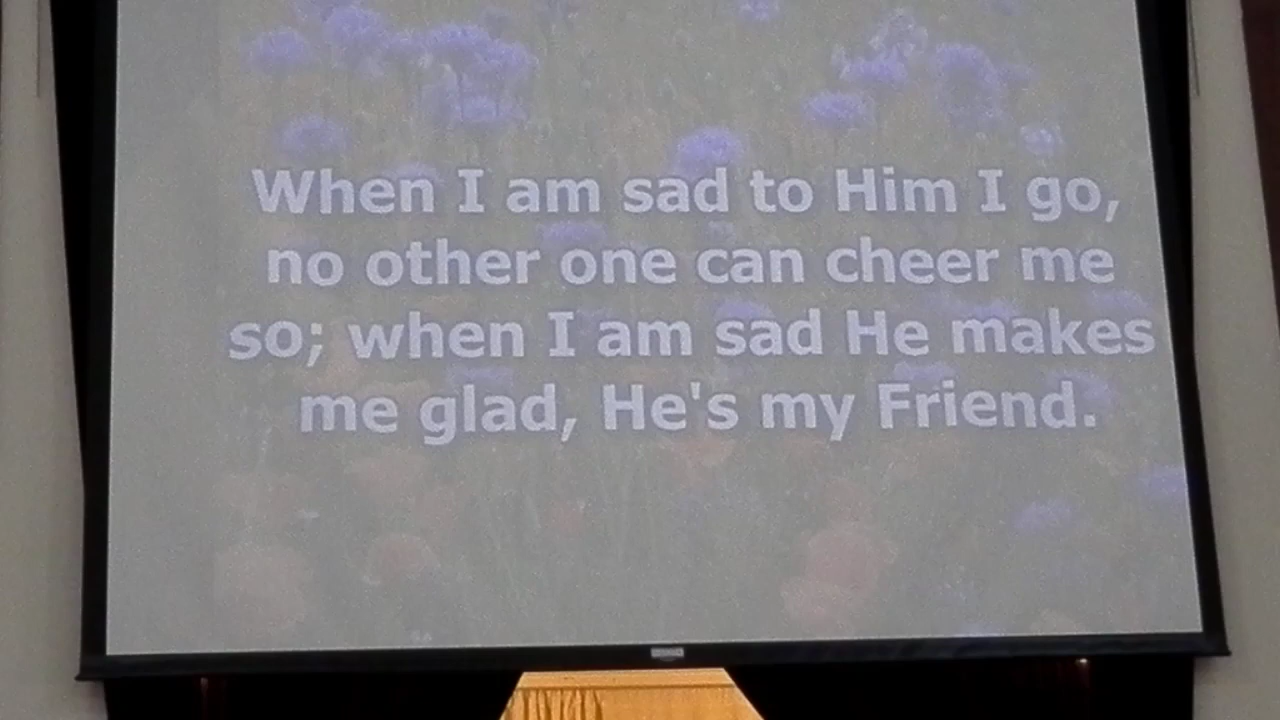 When I am sad to Him I go,
no other one can cheer me
so; when I am sad He makes
me glad, He's my Friend.